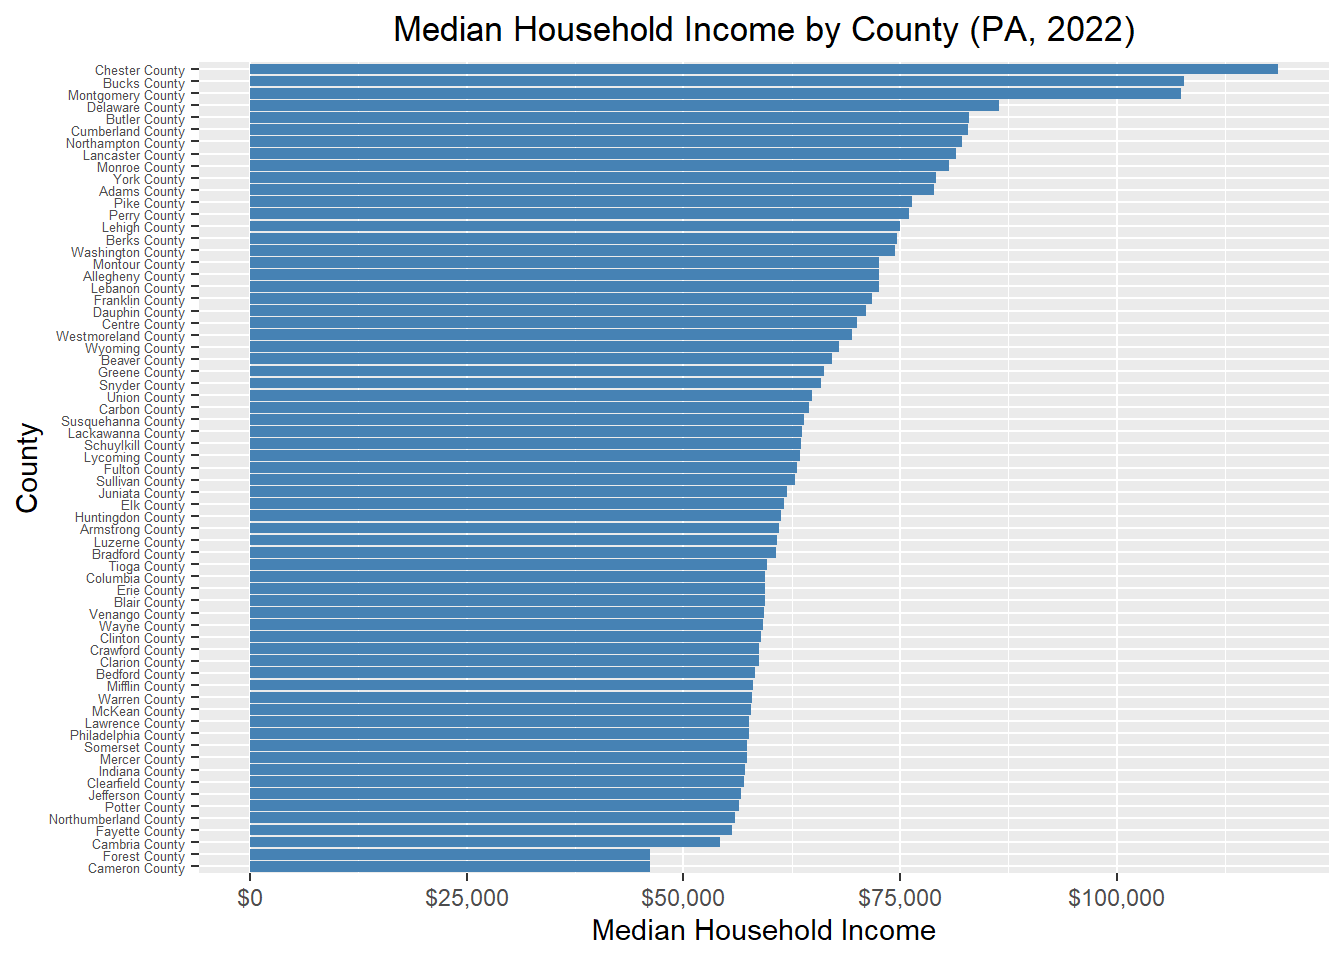 Median Household Income by County (PA, 2022)
Chester County
Bucks County
Montgomery County
Delaware County
Butler County
Cumberland County
Northampton County
Lancaster County
Monroe County
York County
Adams County
Pike County
Perry County
Lehigh County
Berks County
Washington County
Montour County
Allegheny County
Lebanon County
Franklin County
Dauphin County
Centre County
Westmoreland County
Wyoming County
Beaver County
Greene County
Snyder County
Union County
Carbon County
Susquehanna County
Lackawanna County
Schuylkill County
Lycoming County
Fulton County
Sullivan County
Juniata County
Elk County
Huntingdon County
Armstrong County
Luzerne County
Bradford County
Tioga County
Columbia County
Erie County
Blair County
Venango County
Wayne County
Clinton County
Crawford County
Clarion County
Bedford County
Mifflin County
Warren County
McKean County
Lawrence County
Philadelphia County
Somerset County
Mercer County
Indiana County
Clearfield County
Jefferson County
Potter County
Northumberland County
Fayette County
Cambria County
Forest County
Cameron County
County
$0 $25,000 $50,000 $75,000 $100,000
Median Household Income